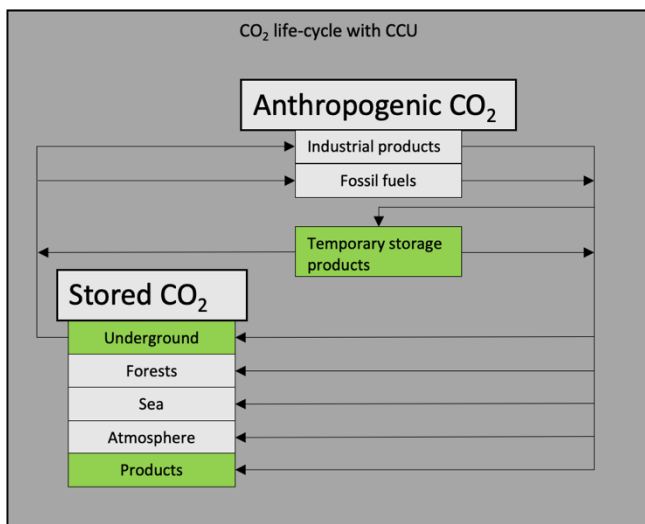 CO₂ life-cycle with CCU
Anthropogenic CO₂
Industrial products
Fossil fuels
Temporary storage
products
Stored CO₂
Underground
Forests
Sea
Atmosphere
Products